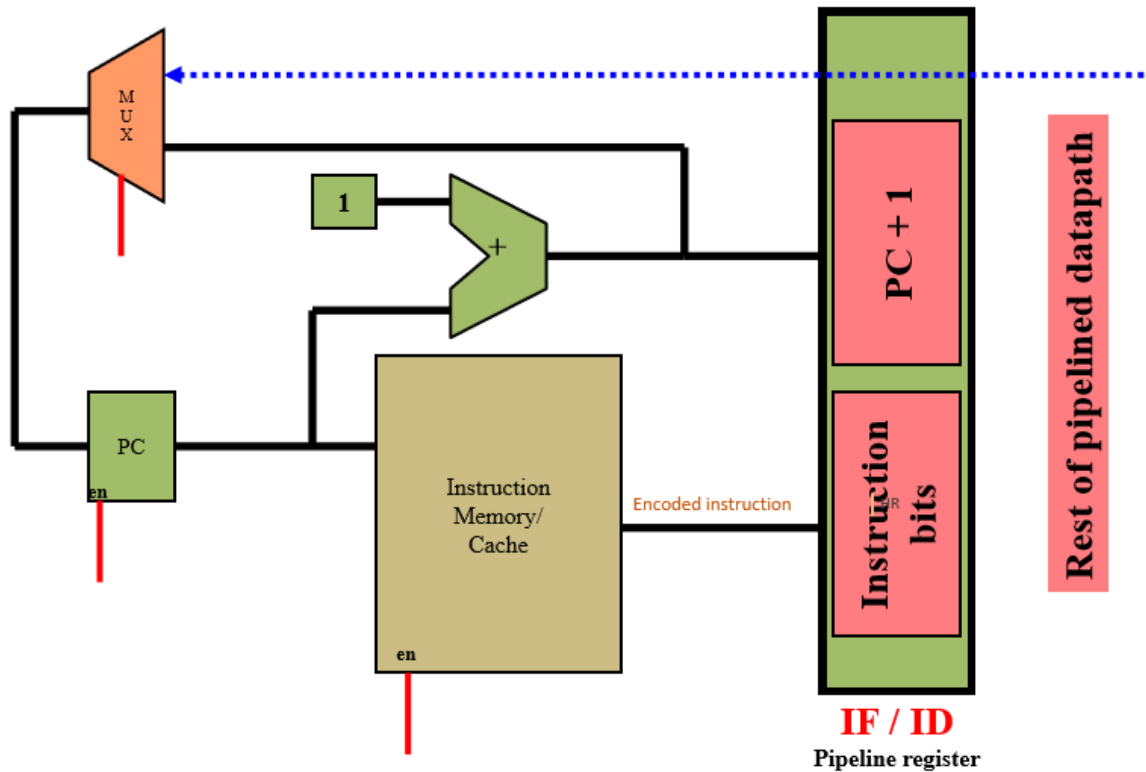 M
U
X
1
+
PC + 1
Rest of pipelined datapath
PC
en
Instruction
Memory/
Cache
en
Encoded instruction
Instruction
bits
IF / ID
Pipeline register